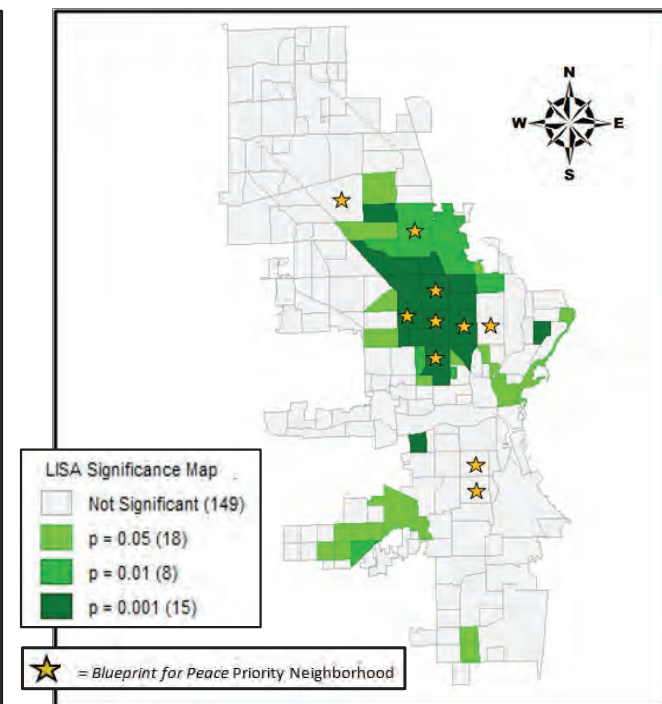 N
W E
S
LISA Significance Map
Not Significant (149)
p = 0.05 (18)
p = 0.01 (8)
p = 0.001 (15)
= Blueprint for Peace Priority Neighborhood